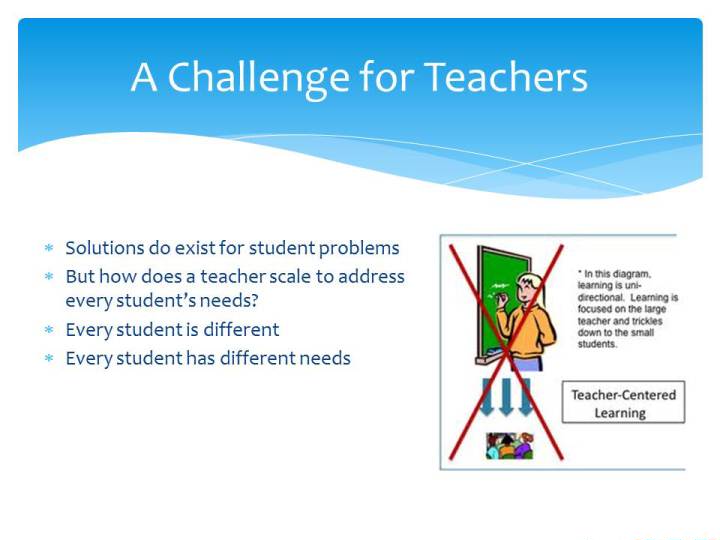 A Challenge for Teachers
Solutions do exist for student problems
But how does a teacher scale to address
every student's needs?
Every student is different
Every student has different needs
* In this diagram,
learning is uni-
directional. Learning is
focused on the large
teacher and trickles
down to the small
students.
Teacher-Centered
Learning